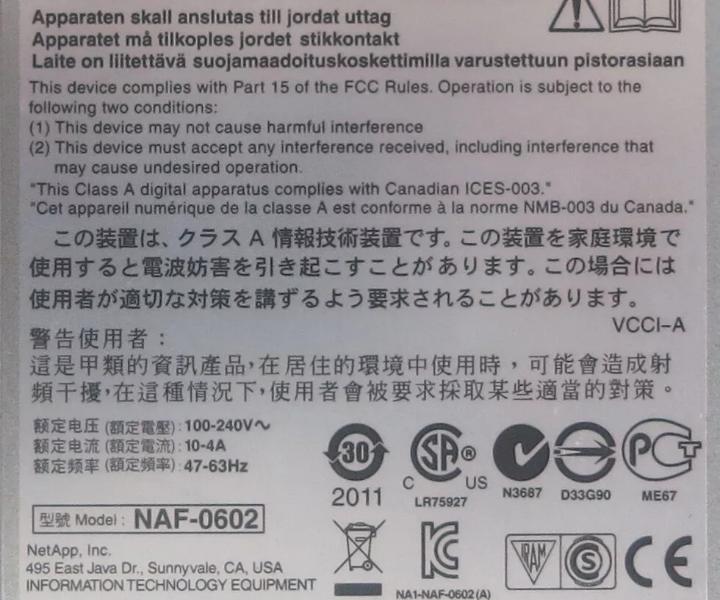 Apparaten skall anslutas till jordat uttag
Apparatet må tilkoples jordet stikkontakt
Laite on liitettävä suojamaadoituskoskettimilla varustettuun pistorasiaan
This device complies with Part 15 of the FCC Rules. Operation is subject to the
following two conditions:
(1) This device may not cause harmful interference
(2) This device must accept any interference received, including interference that
may cause undesired operation.
"This Class A digital apparatus complies with Canadian ICES-003."
"Cet appareil numérique de la classe A est conforme à la norme NMB-003 du Canada."
この装置は、クラス A 情報技術装置です。この装置を家庭環境で
使用すると電波妨害を引き起こすことがあります。この場合には
使用者が適切な対策を講ずるよう要求されることがあります。
VCCI-A
警告使用者：
這是甲類的資訊產品,在居住的環境中使用時，可能會造成射
頻干擾,在這種情況下,使用者會被要求採取某些適當的對策。
额定电压 (額定電壓): 100-240V~
额定电流 (額定電流): 10-4A
额定频率 (額定頻率): 47-63Hz
30
2011
SA®
C US
LR75927
N3687
D33G90
PCT
ME67
型號 Model: NAF-0602
NetApp, Inc.
495 East Java Dr., Sunnyvale, CA, USA
INFORMATION TECHNOLOGY EQUIPMENT
KC
NA1-NAF-0602 (A)
IRAM
S
CE